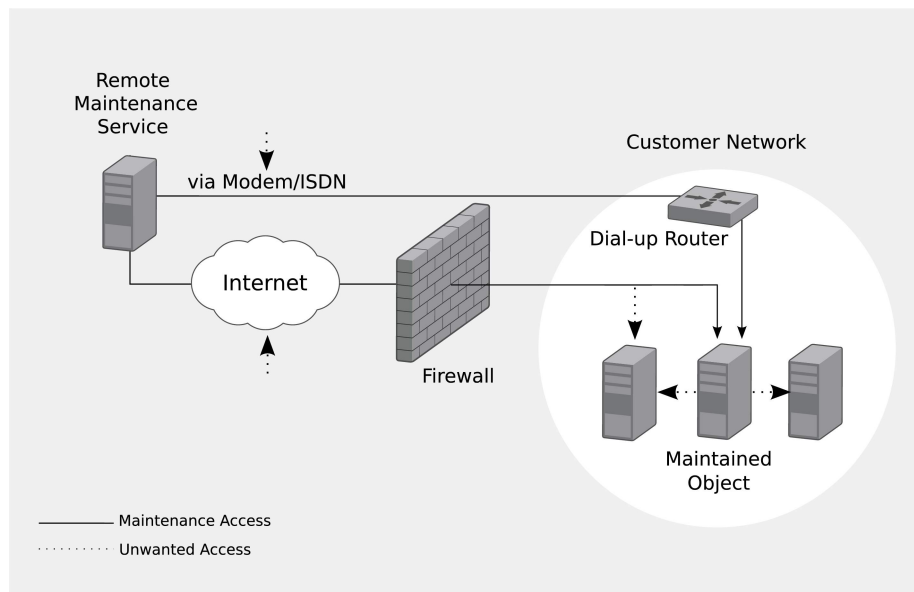 Remote
Maintenance
Service
Customer Network
via Modem/ISDN
Dial-up Router
Internet
Firewall
Maintained
Object
Maintenance Access
Unwanted Access